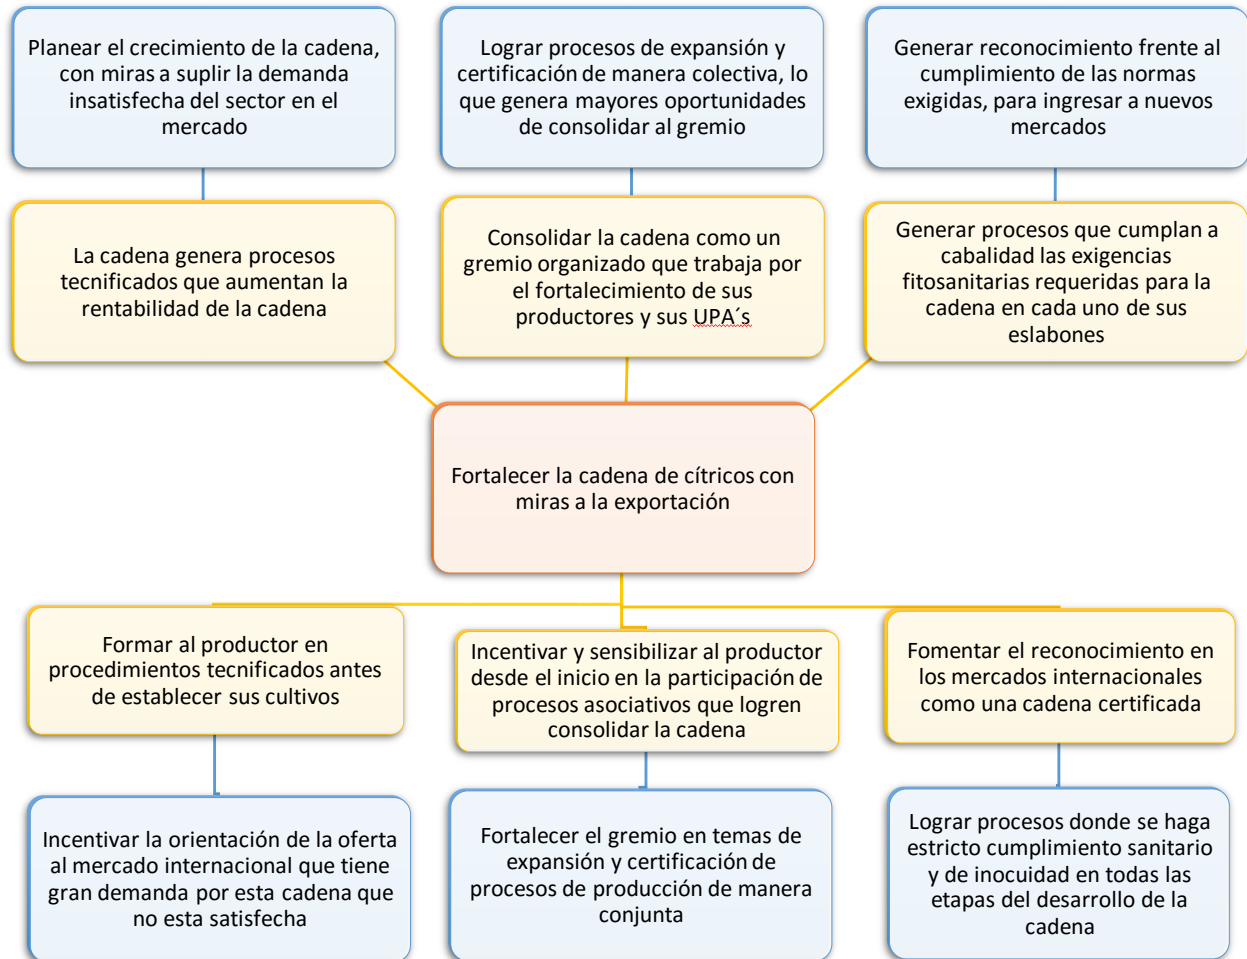 Planear el crecimiento de la cadena,
con miras a suplir la demanda
insatisfecha del sector en el
mercado
Lograr procesos de expansión y
certificación de manera colectiva, lo
que genera mayores oportunidades
de consolidar al gremio
Generar reconocimiento frente al
cumplimiento de las normas
exigidas, para ingresar a nuevos
mercados
La cadena genera procesos
tecnificados que aumentan la
rentabilidad de la cadena
Consolidar la cadena como un
gremio organizado que trabaja por
el fortalecimiento de sus
productores y sus UPA´s
Generar procesos que cumplan a
cabalidad las exigencias
fitosanitarias requeridas para la
cadena en cada uno de sus
eslabones
Fortalecer la cadena de cítricos con
miras a la exportación
Formar al productor en
procedimientos tecnificados antes
de establecer sus cultivos
Incentivar y sensibilizar al productor
desde el inicio en la participación de
procesos asociativos que logren
consolidar la cadena
Fomentar el reconocimiento en
los mercados internacionales
como una cadena certificada
Incentivar la orientación de la oferta
al mercado internacional que tiene
gran demanda por esta cadena que
no esta satisfecha
Fortalecer el gremio en temas de
expansión y certificación de
procesos de producción de manera
conjunta
Lograr procesos donde se haga
estricto cumplimiento sanitario
y de inocuidad en todas las
etapas del desarrollo de la
cadena